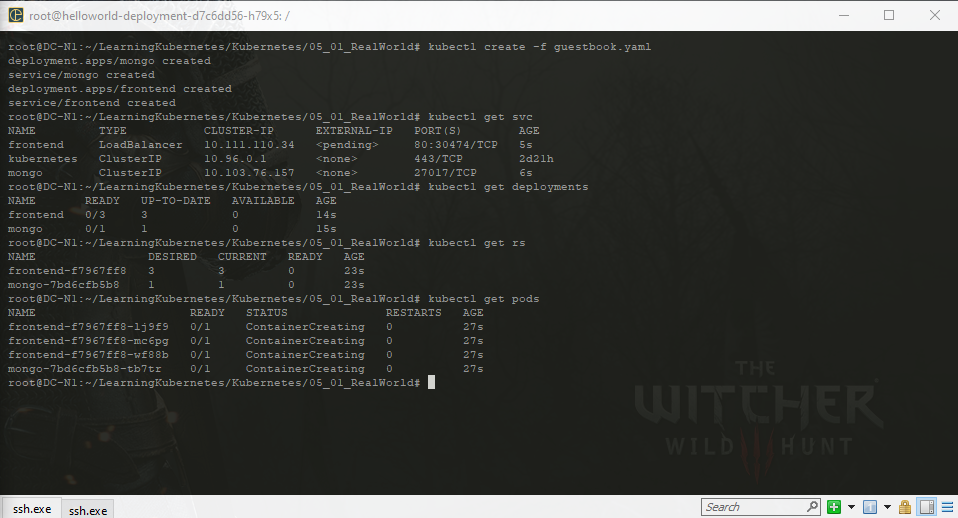 root@helloworld-deployment-d7c6dd56-h79x5: /
root@DC-N1:~/LearningKubernetes/Kubernetes/05_01_RealWorld# kubectl create -f guestbook.yaml
deployment.apps/mongo created
service/mongo created
deployment.apps/frontend created
service/frontend created
root@DC-N1:~/LearningKubernetes/Kubernetes/05_01_RealWorld# kubectl get svc
NAME TYPE CLUSTER-IP EXTERNAL-IP PORT(S) AGE
frontend LoadBalancer 10.111.110.34 <pending> 80:30474/TCP 5s
kubernetes ClusterIP 10.96.0.1 <none> 443/TCP 2d21h
mongo ClusterIP 10.103.76.157 <none> 27017/TCP 6s
root@DC-N1:~/LearningKubernetes/Kubernetes/05_01_RealWorld# kubectl get deployments
NAME READY UP-TO-DATE AVAILABLE AGE
frontend 0/3 3 0 14s
mongo 0/1 1 0 15s
root@DC-N1:~/LearningKubernetes/Kubernetes/05_01_RealWorld# kubectl get rs
NAME DESIRED CURRENT READY AGE
frontend-f7967ff8 3 3 0 23s
mongo-7bd6cfb5b8 1 1 0 23s
root@DC-N1:~/LearningKubernetes/Kubernetes/05_01_RealWorld# kubectl get pods
NAME READY STATUS RESTARTS AGE
frontend-f7967ff8-lj9f9 0/1 ContainerCreating 0 27s
frontend-f7967ff8-mc6pg 0/1 ContainerCreating 0 27s
frontend-f7967ff8-wf88b 0/1 ContainerCreating 0 27s
mongo-7bd6cfb5b8-tb7tr 0/1 ContainerCreating 0 27s
root@DC-N1:~/LearningKubernetes/Kubernetes/05_01_RealWorld#
THE
WITCHER
WILD HUNT
ssh.exe
ssh.exe
Search